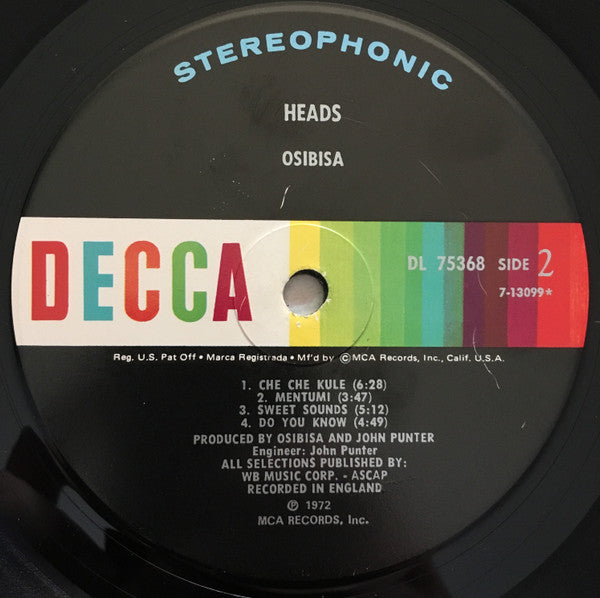 STEREOPHONIC
HEADS
OSIBISA
DECCA
DL 75368 SIDE 2
7-13099*
Reg. U.S. Pat Off • Marca Registrada • Mf'd by ©MCA Records, Inc., Calif. U.S.A.
1. CHE CHE KULE (6:28)
2. MENTUMI (3:47)
3. SWEET SOUNDS (5:12)
4. DO YOU KNOW (4:49)
PRODUCED BY OSIBISA AND JOHN PUNTER
Engineer: John Punter
ALL SELECTIONS PUBLISHED BY:
WB MUSIC CORP. - ASCAP
RECORDED IN ENGLAND
℗ 1972
MCA RECORDS, Inc.